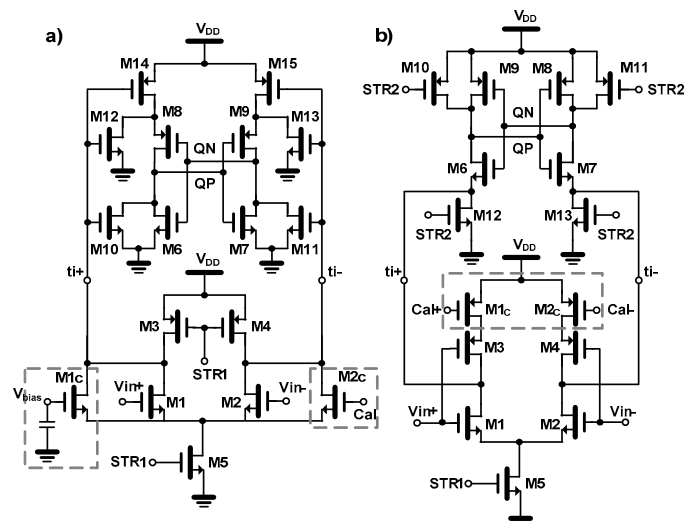 a)
VDD
M14
M15
M12
M8
M9
M13
QN
QP
M10
M6
M7
M11
ti+
VDD
ti-
M3
M4
STR1
M1C
Vbias
Vin+
M1
M2
Vin-
M2C
Cal
STR1
M5
b)
VDD
M10
M9
M8
M11
STR2
STR2
QN
QP
M6
M7
M12
M13
STR2
STR2
VDD
ti+
ti-
Cal+
M1C
M2C
Cal-
M3
M4
Vin+
M1
M2
Vin-
STR1
M5